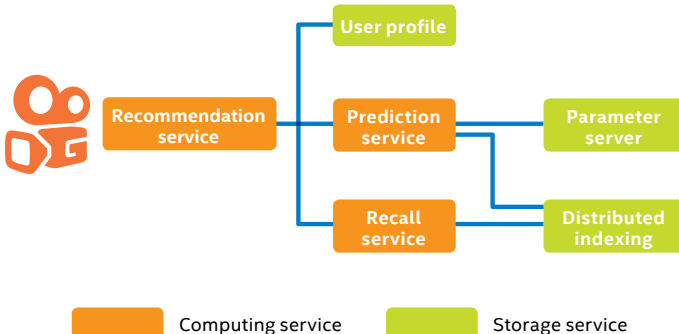 User profile
Recommendation
service
Prediction
service
Parameter
server
Recall
service
Distributed
indexing
Computing service
Storage service